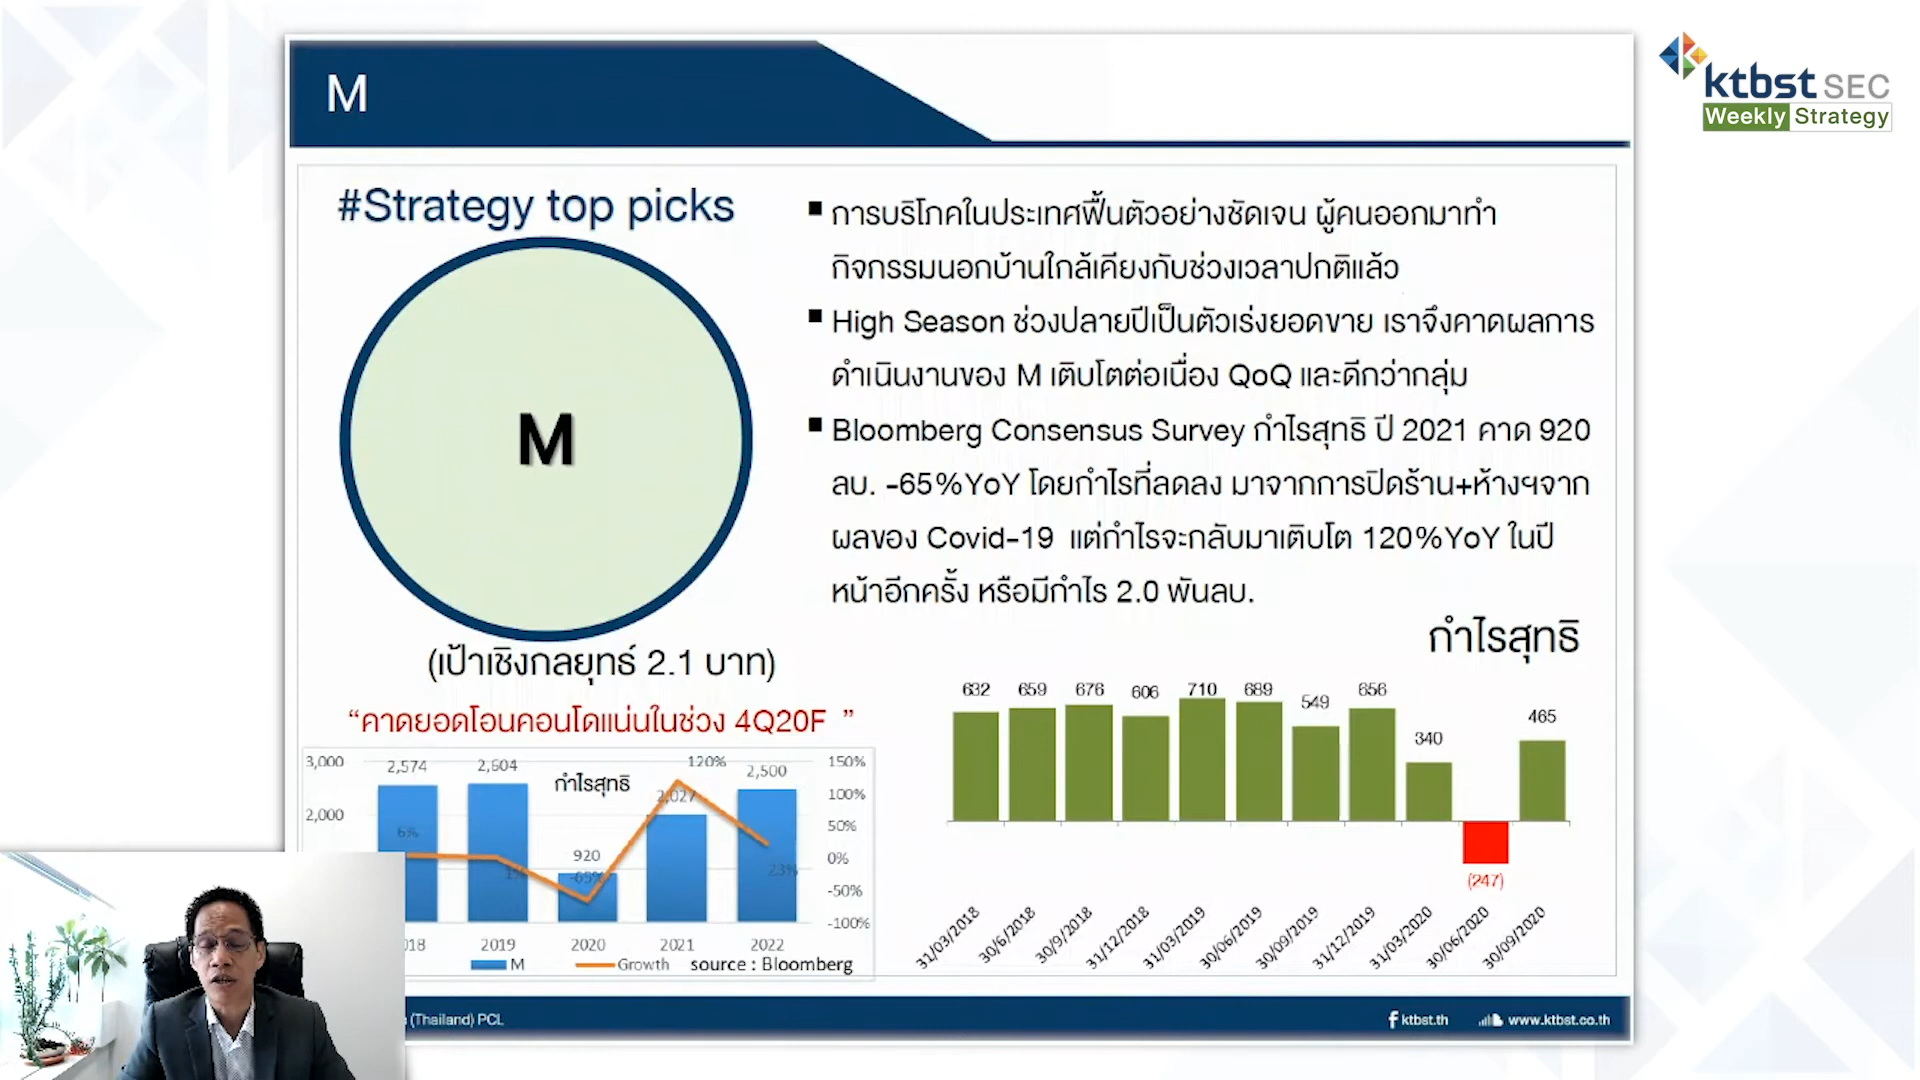 M
ktbst SEC
Weekly Strategy
#Strategy top picks
M
(เป้าเชิงกลยุทธ์ 2.1 บาท)
“คาดยอดโอนคอนโดแน่นในช่วง 4Q20F ”
การบริโภคในประเทศฟื้นตัวอย่างชัดเจน ผู้คนออกมาทำ
กิจกรรมนอกบ้านใกล้เคียงกับช่วงเวลาปกติแล้ว
High Season ช่วงปลายปีเป็นตัวเร่งยอดขาย เราจึงคาดผลการ
ดำเนินงานของ M เติบโตต่อเนื่อง QoQ และดีกว่ากลุ่ม
Bloomberg Consensus Survey กำไรสุทธิ ปี 2021 คาด 920
ลบ. -65%YoY โดยกำไรที่ลดลง มาจากการปิดร้าน+ห้างฯจาก
ผลของ Covid-19 แต่กำไรจะกลับมาเติบโต 120%YoY ในปี
หน้าอีกครั้ง หรือมีกำไร 2.0 พันลบ.
กำไรสุทธิ
3,000
2,000
2,574 2,604 920 2,027 2,500
กำไรสุทธิ
6% 1% -65% 120% 23%
150%
100%
50%
0%
-50%
-100%
018 2019 2020 2021 2022
M Growth source : Bloomberg
632 659 676 606 710 689 549 656 340 (247) 465
31/03/2018 30/6/2018 30/9/2018 31/12/2018 31/03/2019 30/06/2019 30/09/2019 31/12/2019 31/03/2020 30/06/2020 30/09/2020
(Thailand) PCL
ktbst.th
www.ktbst.co.th